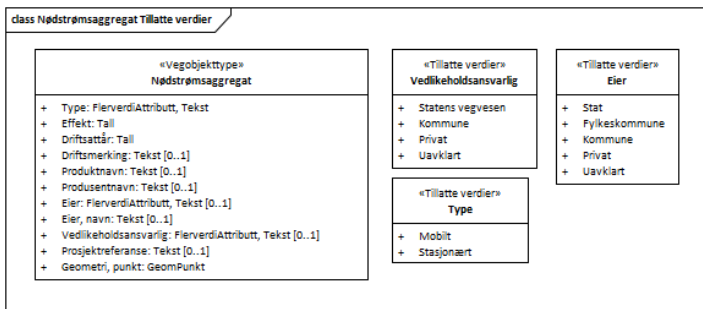 class Nødstrømsaggregat Tillatte verdier
«Vegobjekttype»
Nødstrømsaggregat
+ Type: FlerverdiAttributt, Tekst
+ Effekt: Tall
+ Driftsattår: Tall
+ Driftsmerking: Tekst [0..1]
+ Produktnavn: Tekst [0..1]
+ Produsentnavn: Tekst [0..1]
+ Eier: FlerverdiAttributt, Tekst [0..1]
+ Eier, navn: Tekst [0..1]
+ Vedlikeholdsansvarlig: FlerverdiAttributt, Tekst [0..1]
+ Prosjektreferanse: Tekst [0..1]
+ Geometri, punkt: GeomPunkt
«Tillatte verdier»
Vedlikeholdsansvarlig
+ Statens vegvesen
+ Kommune
+ Privat
+ Uavklart
«Tillatte verdier»
Type
+ Mobilt
+ Stasjonært
«Tillatte verdier»
Eier
+ Stat
+ Fylkeskommune
+ Kommune
+ Privat
+ Uavklart